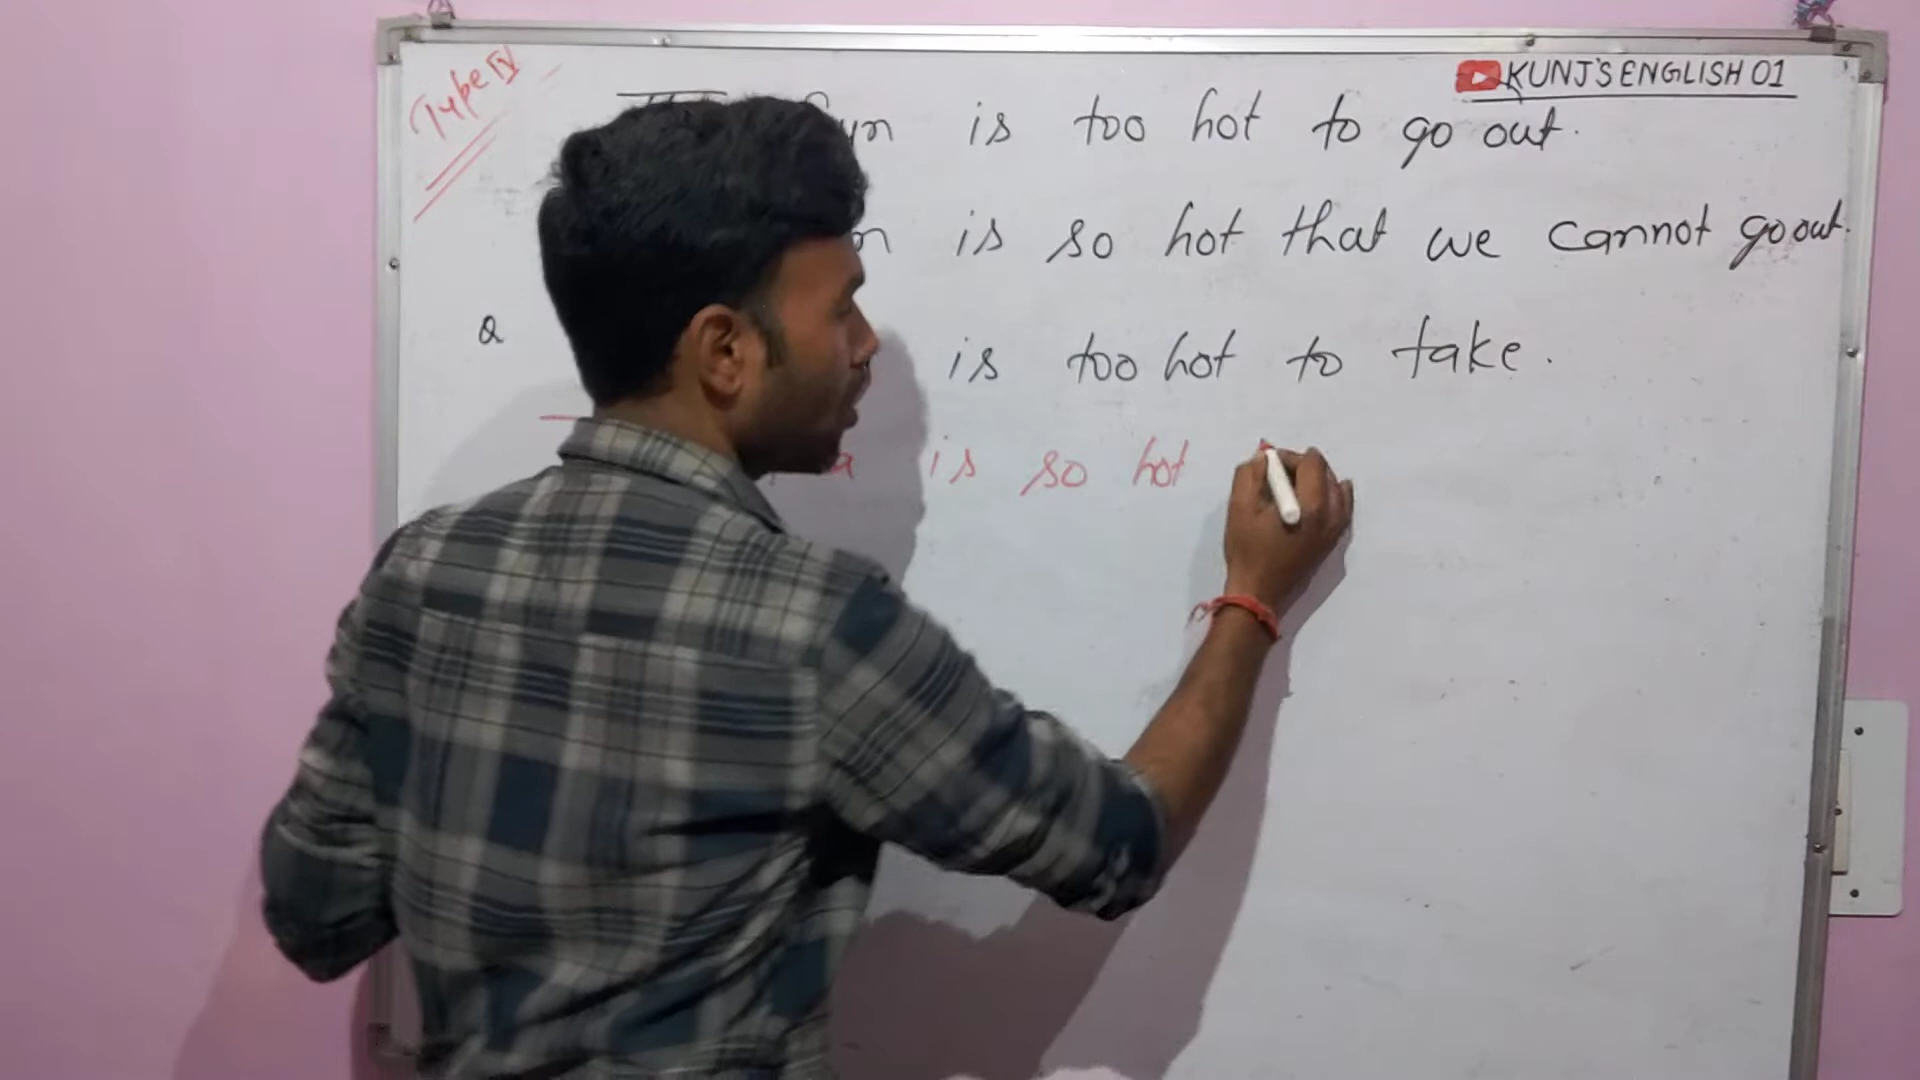 Type IV
KUNJ'S ENGLISH 01
is too hot to go out.
is so hot that we cannot go out.
Q is too hot to take.
is so hot